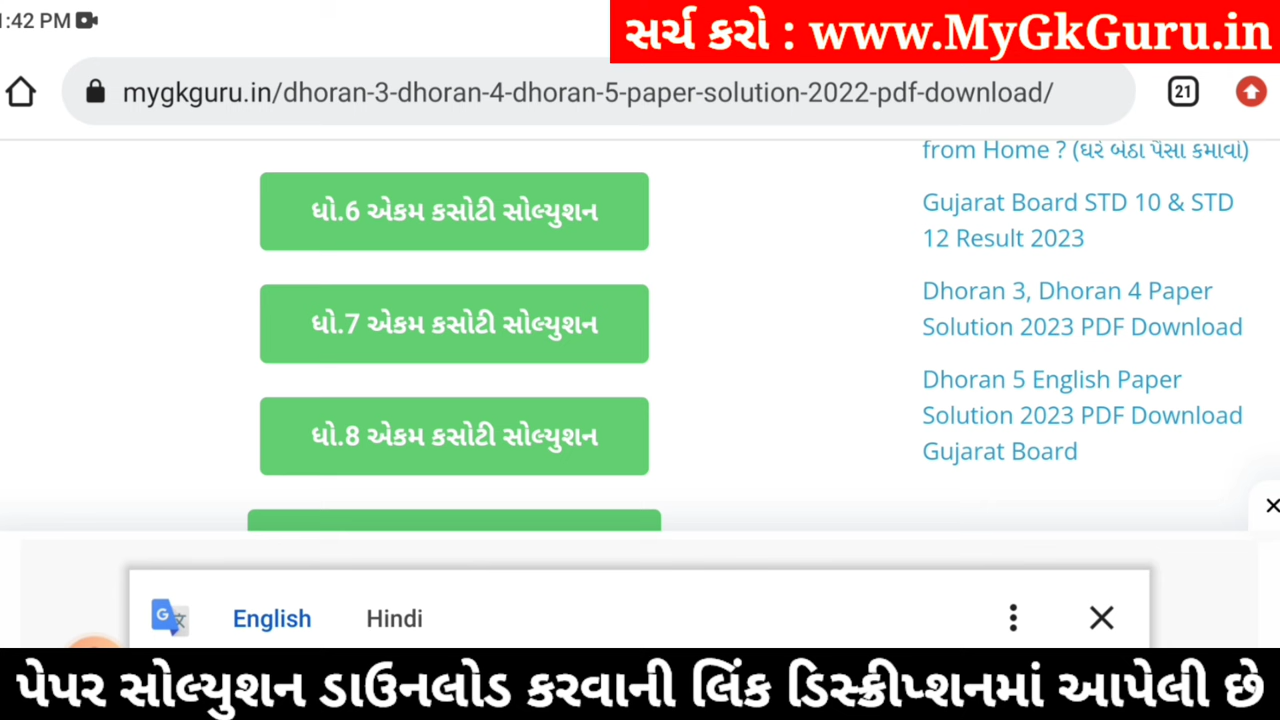 :42 PM
સર્ચ કરો : www.MyGkGuru.in
mygkguru.in/dhoran-3-dhoran-4-dhoran-5-paper-solution-2022-pdf-download/
21
from Home ? (ઘરે બેઠા પૈસા કમાવો)
ધો.6 એકમ કસોટી સોલ્યુશન
Gujarat Board STD 10 & STD
12 Result 2023
ધો.7 એકમ કસોટી સોલ્યુશન
Dhoran 3, Dhoran 4 Paper
Solution 2023 PDF Download
ધો.8 એકમ કસોટી સોલ્યુશન
Dhoran 5 English Paper
Solution 2023 PDF Download
Gujarat Board
English
Hindi
પેપર સોલ્યુશન ડાઉનલોડ કરવાની લિંક ડિસ્ક્રીપ્શનમાં આપેલી છે